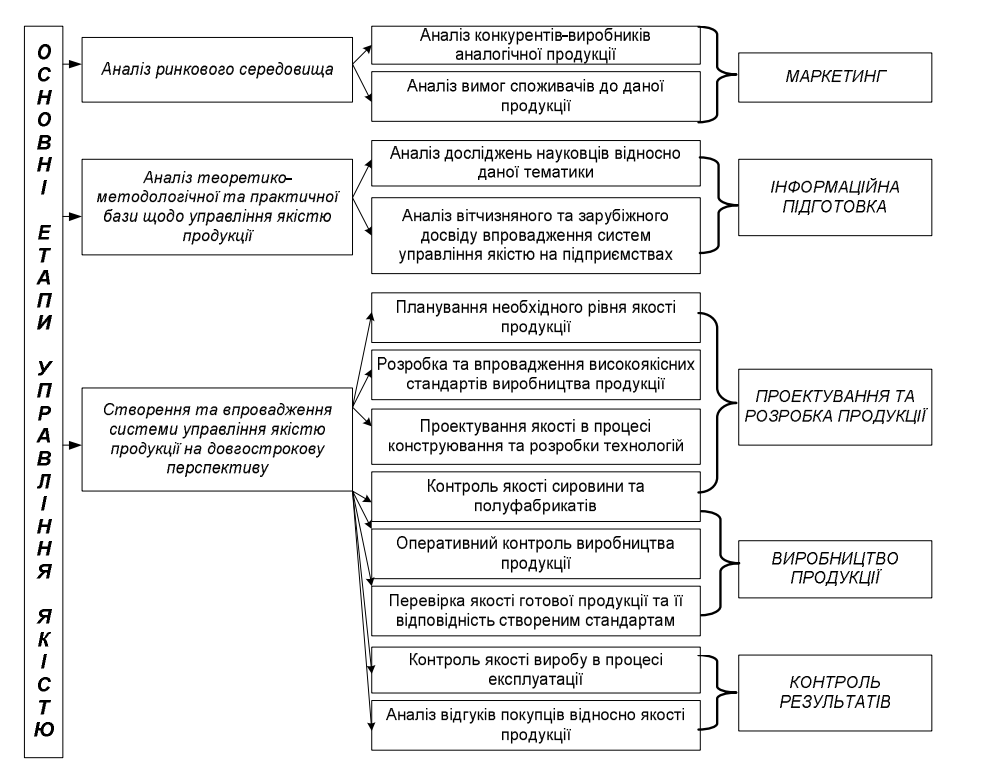 ОСНОВНІ ЕТАПИ УПРАВЛІННЯ ЯКІСТЮ
Аналіз ринкового середовища
Аналіз конкурентів-виробників
аналогічної продукції
Аналіз вимог споживачів до даної
продукції
МАРКЕТИНГ
Аналіз теоретико-
методологічної та практичної
бази щодо управління якістю
продукції
Аналіз досліджень науковців відносно
даної тематики
Аналіз вітчизняного та зарубіжного
досвіду впровадження систем
управління якістю на підприємствах
ІНФОРМАЦІЙНА
ПІДГОТОВКА
Створення та впровадження
системи управління якістю
продукції на довгострокову
перспективу
Планування необхідного рівня якості
продукції
Розробка та впровадження високоякісних
стандартів виробництва продукції
Проектування якості в процесі
конструювання та розробки технологій
Контроль якості сировини та
полуфабрикатів
ПРОЕКТУВАННЯ ТА
РОЗРОБКА ПРОДУКЦІЇ
Оперативний контроль виробництва
продукції
Перевірка якості готової продукції та її
відповідність створеним стандартам
ВИРОБНИЦТВО
ПРОДУКЦІЇ
Контроль якості виробу в процесі
експлуатації
Аналіз відгуків покупців відносно якості
продукції
КОНТРОЛЬ
РЕЗУЛЬТАТІВ